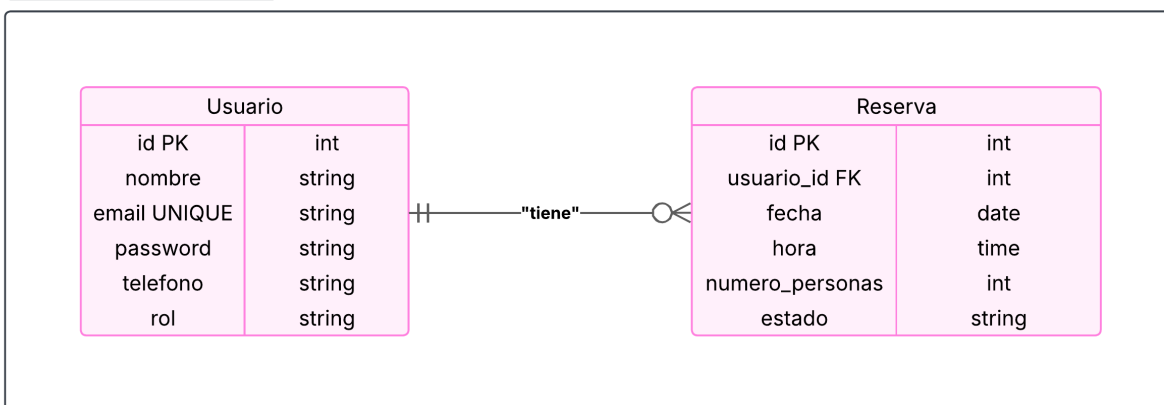 Usuario
id PK int
nombre string
email UNIQUE string
password string
telefono string
rol string
"tiene"
Reserva
id PK int
usuario_id FK int
fecha date
hora time
numero_personas int
estado string